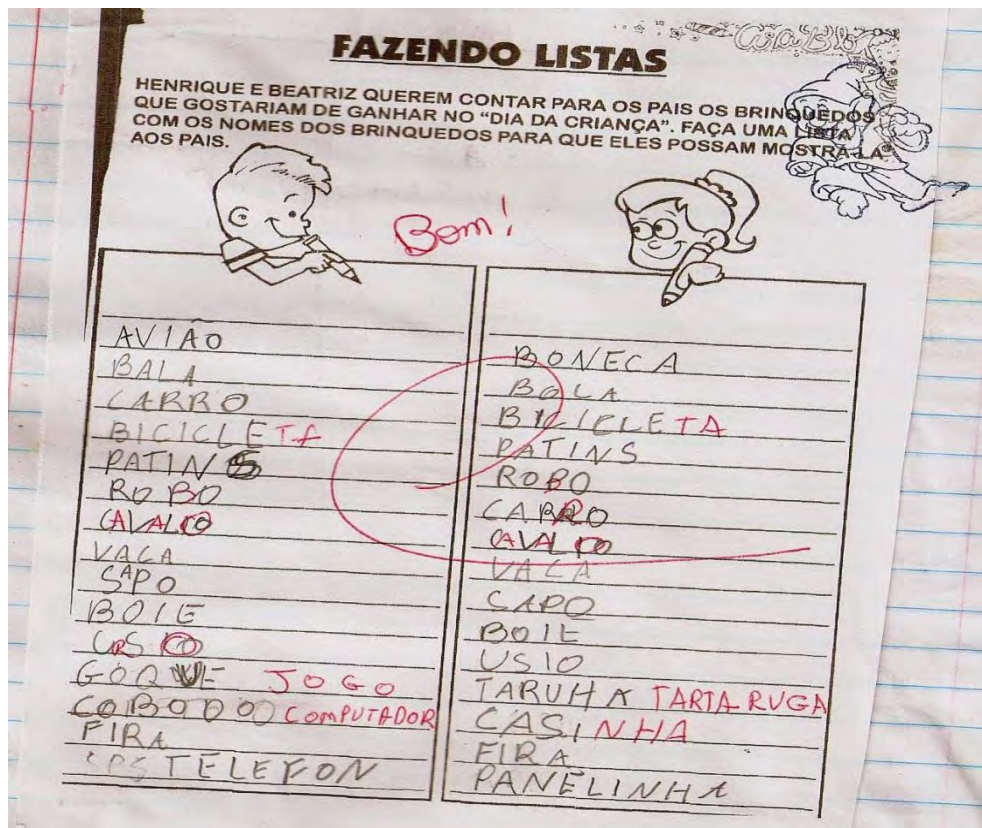 FAZENDO LISTAS
HENRIQUE E BEATRIZ QUEREM CONTAR PARA OS PAIS OS BRINQUEDOS
QUE GOSTARIAM DE GANHAR NO "DIA DA CRIANÇA". FAÇA UMA LISTA
COM OS NOMES DOS BRINQUEDOS PARA QUE ELES POSSAM MOSTRÁ-LA
AOS PAIS.
Bom!
AVIÃO
BALA
CARRO
BICICLETA
PATINS
ROBO
CAVALO
VACA
SAPO
BOIE
URSO
JOGO
COMPUTADOR
FIRA
TELEFON
BONECA
BOLA
BICICLETA
PATINS
ROBO
CARRO
CAVALO
VACA
CAPO
BOIE
USIO
TARUHA TARTARUGA
CASINHA
FIRA
PANELINHA